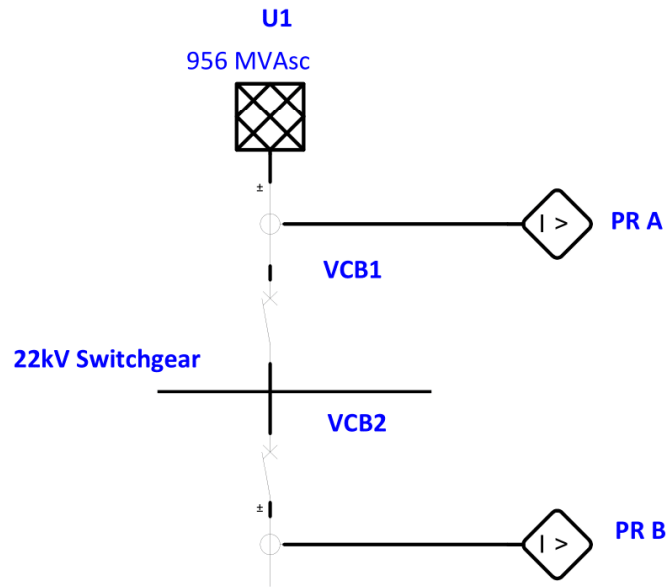 U1
956 MVAsc
±
I >
PR A
VCB1
22kV Switchgear
VCB2
±
I >
PR B